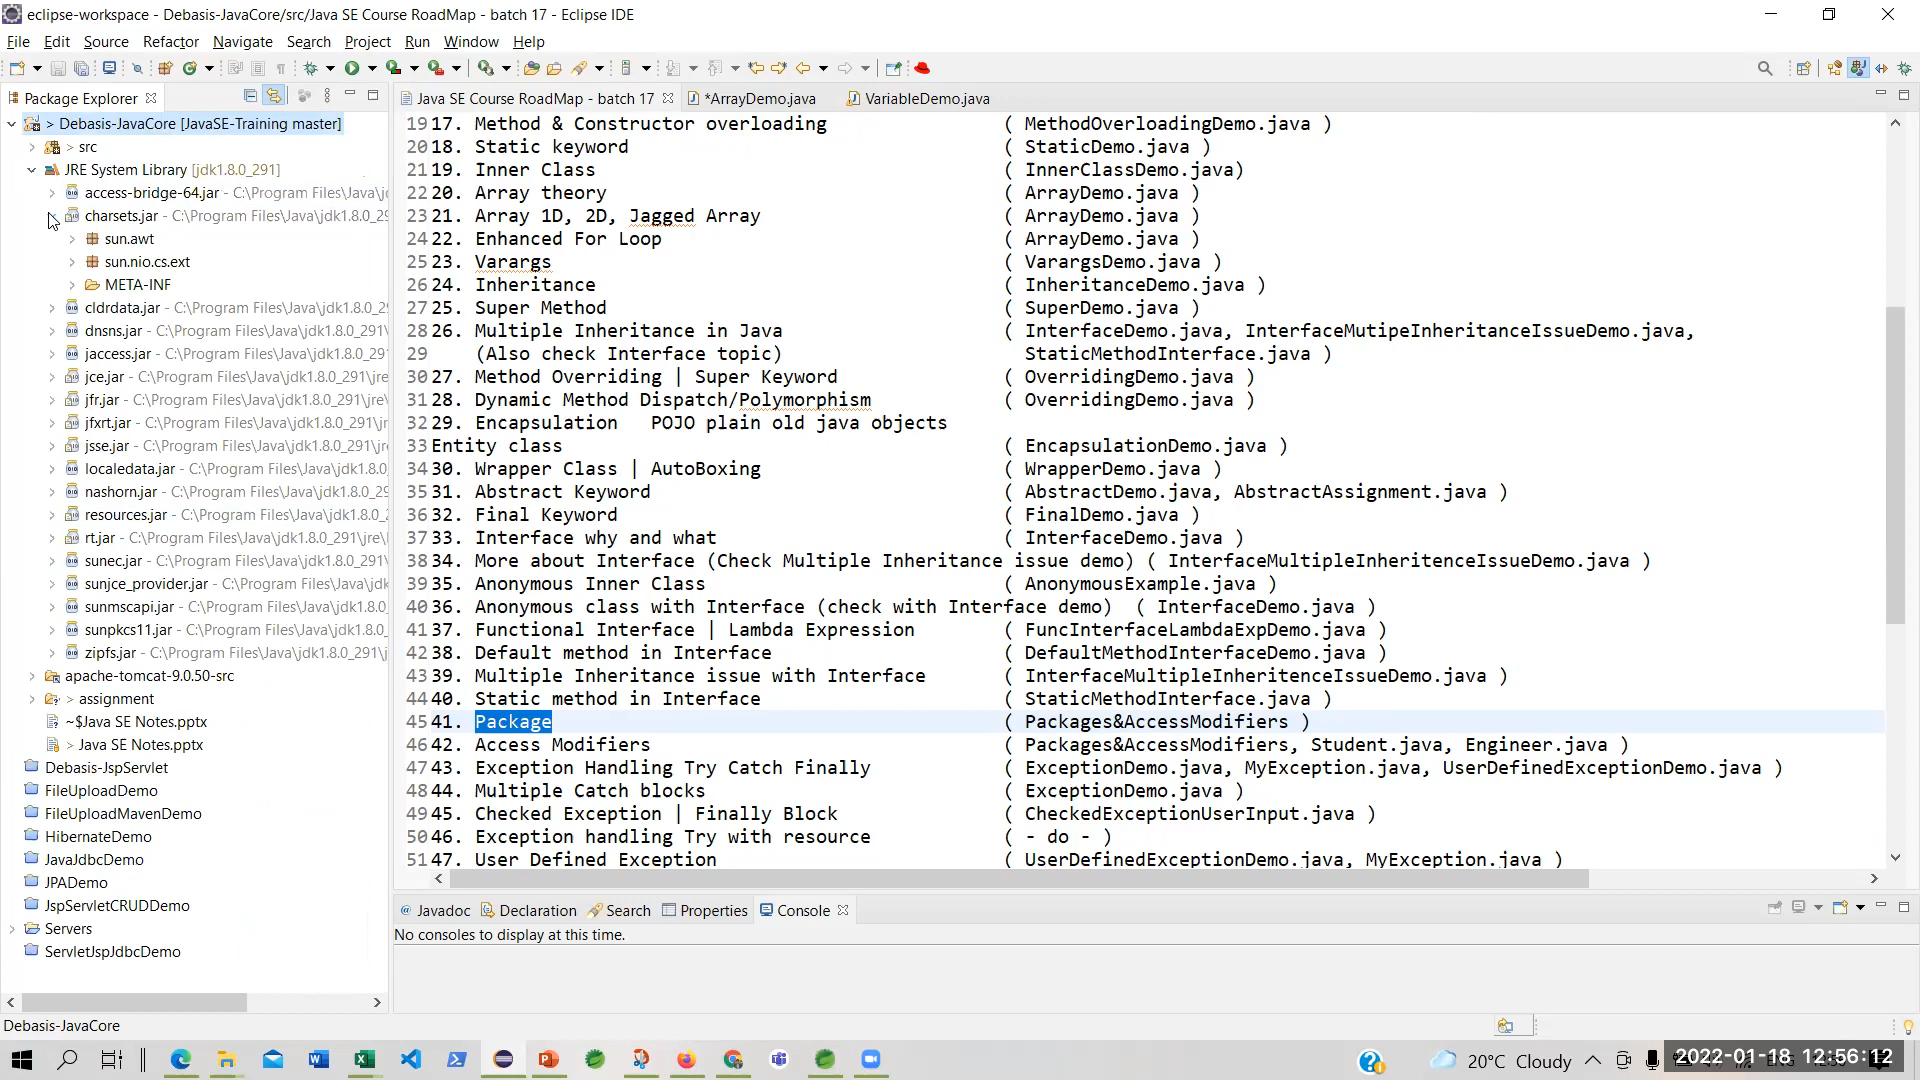 eclipse-workspace - Debasis-JavaCore/src/Java SE Course RoadMap - batch 17 - Eclipse IDE
File Edit Source Refactor Navigate Search Project Run Window Help
Package Explorer
> Debasis-JavaCore [JavaSE-Training master]
> src
JRE System Library [jdk1.8.0_291]
access-bridge-64.jar - C:\Program Files\Java\jd
charsets.jar - C:\Program Files\Java\jdk1.8.0_29
sun.awt
sun.nio.cs.ext
META-INF
cldrdata.jar - C:\Program Files\Java\jdk1.8.0_29
dnsns.jar - C:\Program Files\Java\jdk1.8.0_291\
jaccess.jar - C:\Program Files\Java\jdk1.8.0_291
jce.jar - C:\Program Files\Java\jdk1.8.0_291\jre
jfr.jar - C:\Program Files\Java\jdk1.8.0_291\jre\
jfxrt.jar - C:\Program Files\Java\jdk1.8.0_291\jr
jsse.jar - C:\Program Files\Java\jdk1.8.0_291\jre
localedata.jar - C:\Program Files\Java\jdk1.8.0
nashorn.jar - C:\Program Files\Java\jdk1.8.0_29
resources.jar - C:\Program Files\Java\jdk1.8.0_2
rt.jar - C:\Program Files\Java\jdk1.8.0_291\jre\l
sunec.jar - C:\Program Files\Java\jdk1.8.0_291\
sunjce_provider.jar - C:\Program Files\Java\jdk
sunmscapi.jar - C:\Program Files\Java\jdk1.8.0_
sunpkcs11.jar - C:\Program Files\Java\jdk1.8.0_
zipfs.jar - C:\Program Files\Java\jdk1.8.0_291\j
apache-tomcat-9.0.50-src
> assignment
~$Java SE Notes.pptx
> Java SE Notes.pptx
Debasis-JspServlet
FileUploadDemo
FileUploadMavenDemo
HibernateDemo
JavaJdbcDemo
JPADemo
JspServletCRUDDemo
Servers
ServletJspJdbcDemo
Java SE Course RoadMap - batch 17 *ArrayDemo.java VariableDemo.java
19 17. Method & Constructor overloading ( MethodOverloadingDemo.java )
20 18. Static keyword ( StaticDemo.java )
21 19. Inner Class ( InnerClassDemo.java)
22 20. Array theory ( ArrayDemo.java )
23 21. Array 1D, 2D, Jagged Array ( ArrayDemo.java )
24 22. Enhanced For Loop ( ArrayDemo.java )
25 23. Varargs ( VarargsDemo.java )
26 24. Inheritance ( InheritanceDemo.java )
27 25. Super Method ( SuperDemo.java )
28 26. Multiple Inheritance in Java ( InterfaceDemo.java, InterfaceMutipeInheritanceIssueDemo.java,
29 (Also check Interface topic) StaticMethodInterface.java )
30 27. Method Overriding | Super Keyword ( OverridingDemo.java )
31 28. Dynamic Method Dispatch/Polymorphism ( OverridingDemo.java )
32 29. Encapsulation POJO plain old java objects
33 Entity class ( EncapsulationDemo.java )
34 30. Wrapper Class | AutoBoxing ( WrapperDemo.java )
35 31. Abstract Keyword ( AbstractDemo.java, AbstractAssignment.java )
36 32. Final Keyword ( FinalDemo.java )
37 33. Interface why and what ( InterfaceDemo.java )
38 34. More about Interface (Check Multiple Inheritance issue demo) ( InterfaceMultipleInheritenceIssueDemo.java )
39 35. Anonymous Inner Class ( AnonymousExample.java )
40 36. Anonymous class with Interface (check with Interface demo) ( InterfaceDemo.java )
41 37. Functional Interface | Lambda Expression ( FuncInterfaceLambdaExpDemo.java )
42 38. Default method in Interface ( DefaultMethodInterfaceDemo.java )
43 39. Multiple Inheritance issue with Interface ( InterfaceMultipleInheritenceIssueDemo.java )
44 40. Static method in Interface ( StaticMethodInterface.java )
45 41. Package ( Packages&AccessModifiers )
46 42. Access Modifiers ( Packages&AccessModifiers, Student.java, Engineer.java )
47 43. Exception Handling Try Catch Finally ( ExceptionDemo.java, MyException.java, UserDefinedExceptionDemo.java )
48 44. Multiple Catch blocks ( ExceptionDemo.java )
49 45. Checked Exception | Finally Block ( CheckedExceptionUserInput.java )
50 46. Exception handling Try with resource ( - do - )
51 47. User Defined Exception ( UserDefinedExceptionDemo.java, MyException.java )
Javadoc Declaration Search Properties Console
No consoles to display at this time.
Debasis-JavaCore
20°C Cloudy
2022-01-18 12:56:12